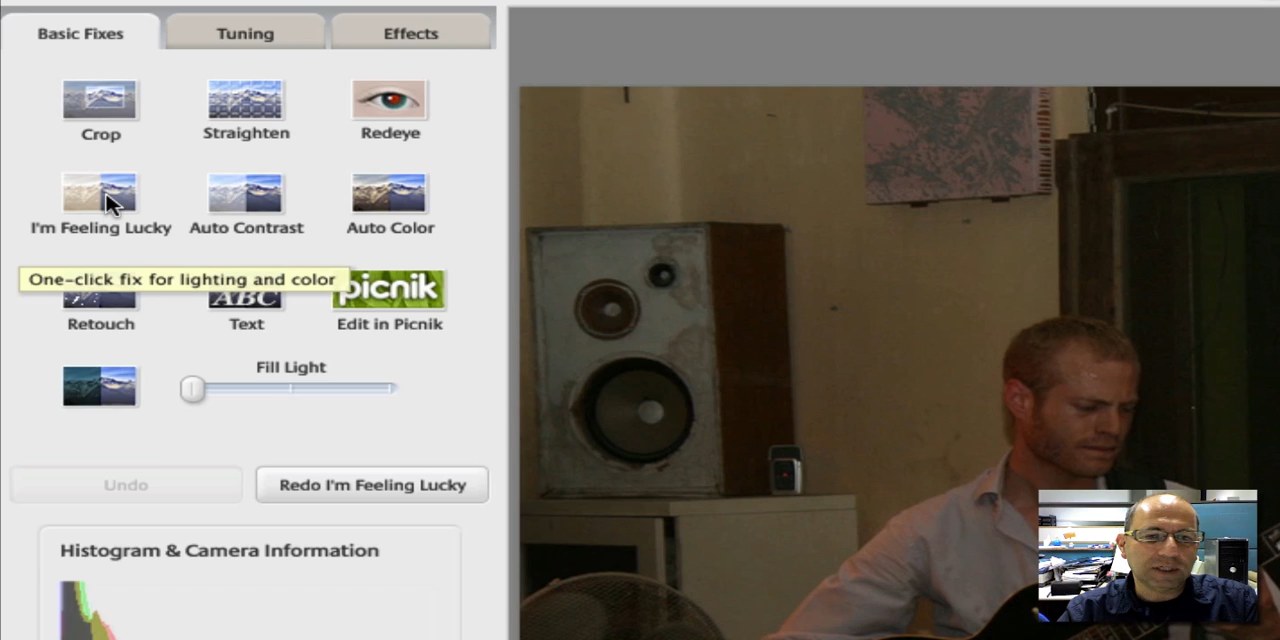 Basic Fixes Tuning Effects
Crop Straighten Redeye
I'm Feeling Lucky Auto Contrast Auto Color
One-click fix for lighting and color
ABC picnik
Retouch Text Edit in Picnik
Fill Light
Undo Redo I'm Feeling Lucky
Histogram & Camera Information